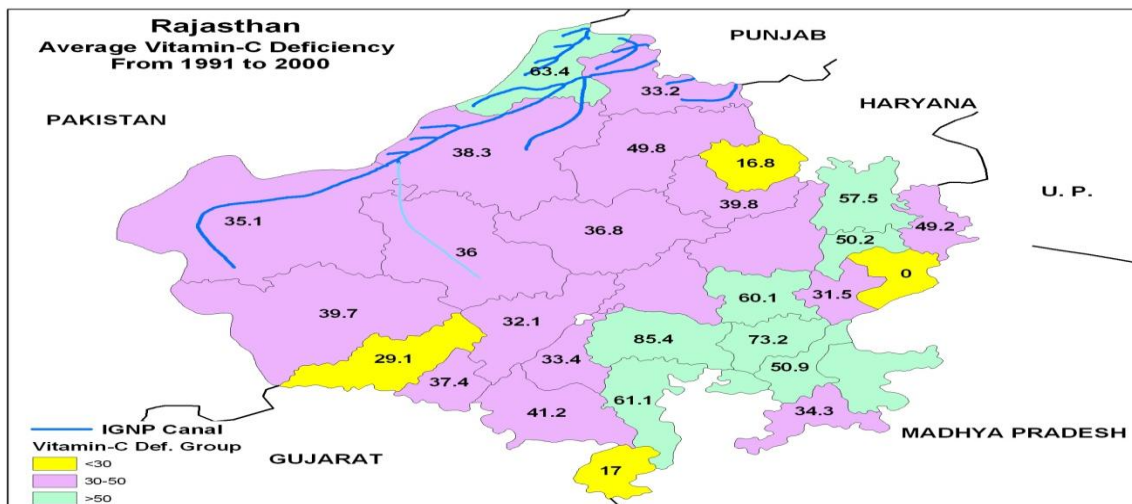 Rajasthan
Average Vitamin-C Deficiency
From 1991 to 2000
PUNJAB
63.4
33.2
HARYANA
PAKISTAN
38.3
49.8
16.8
39.8
57.5
U. P.
49.2
35.1
36
36.8
50.2
0
60.1
31.5
39.7
32.1
85.4
73.2
29.1
33.4
50.9
37.4
61.1
41.2
34.3
IGNP Canal
MADHYA PRADESH
Vitamin-C Def. Group
GUJARAT
<30
17
30-50
>50